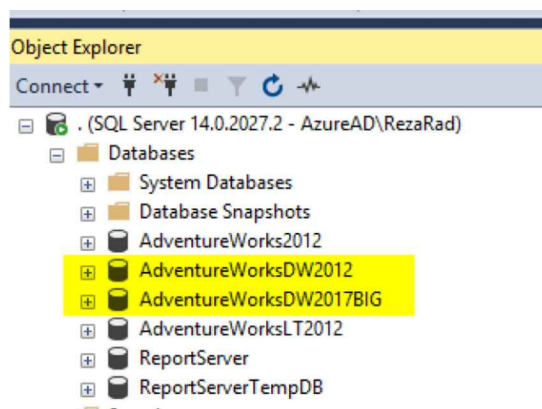 Object Explorer
Connect
. (SQL Server 14.0.2027.2 - AzureAD\RezaRad)
Databases
System Databases
Database Snapshots
AdventureWorks2012
AdventureWorksDW2012
AdventureWorksDW2017BIG
AdventureWorksLT2012
ReportServer
ReportServerTempDB